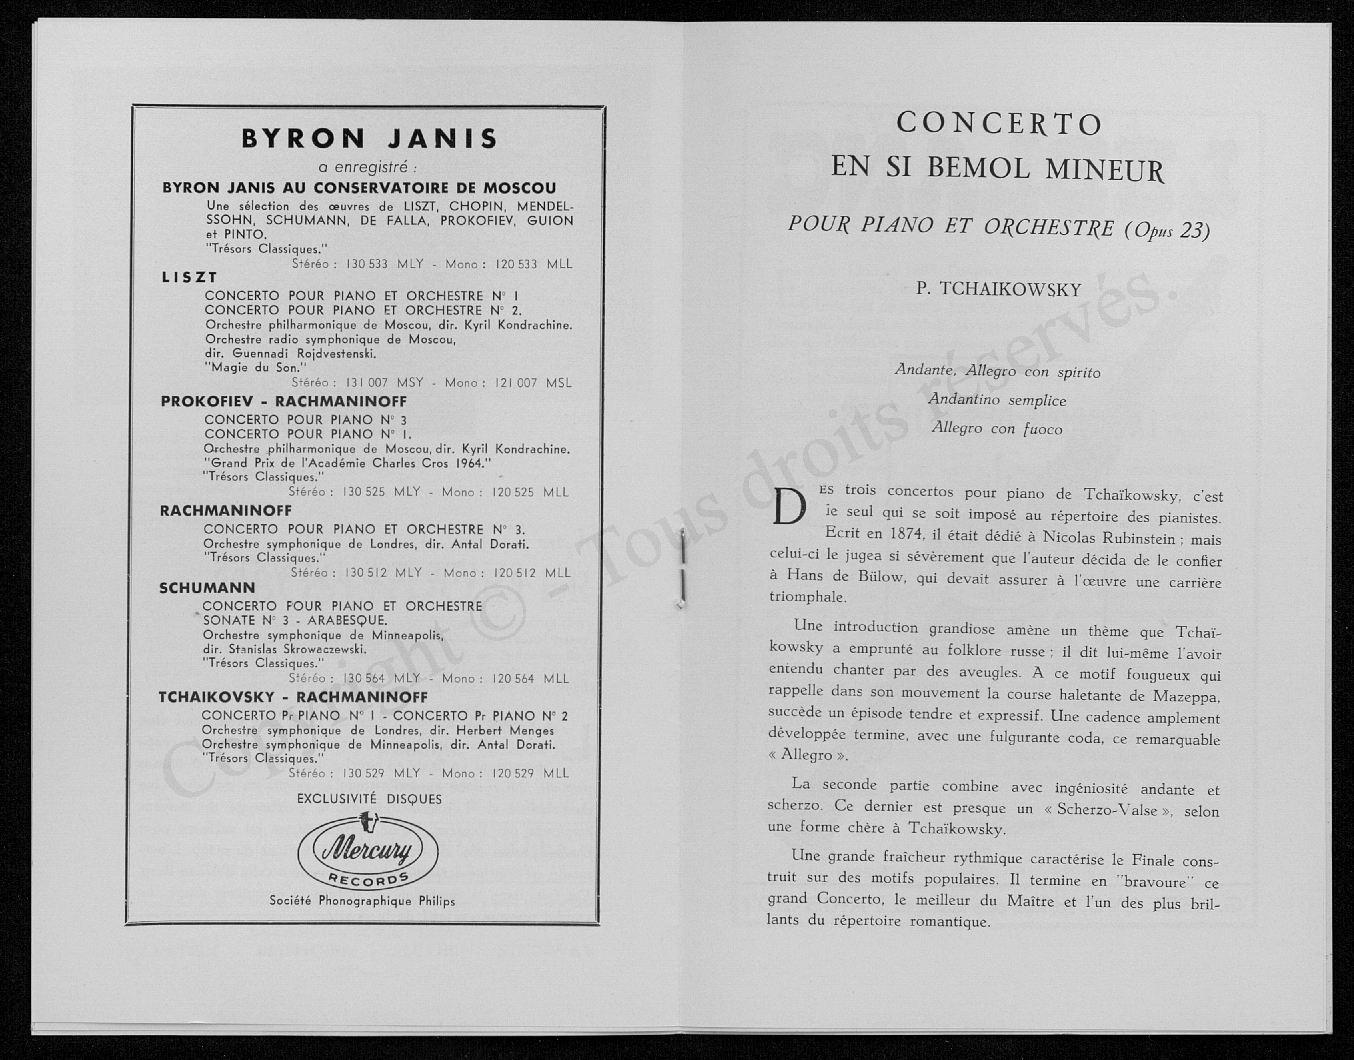 BYRON JANIS
a enregistré :
BYRON JANIS AU CONSERVATOIRE DE MOSCOU
Une sélection des œuvres de LISZT, CHOPIN, MENDEL-
SSOHN, SCHUMANN, DE FALLA, PROKOFIEV, GUION
et PINTO.
"Trésors Classiques."
Stéréo : 130 533 MLY - Mono : 120 533 MLL
LISZT
CONCERTO POUR PIANO ET ORCHESTRE N° 1
CONCERTO POUR PIANO ET ORCHESTRE N° 2.
Orchestre philharmonique de Moscou, dir. Kyril Kondrachine.
Orchestre radio symphonique de Moscou,
dir. Guennadi Rojdvestenski.
"Magie du Son."
Stéréo : 131 007 MSY - Mono : 121 007 MSL
PROKOFIEV - RACHMANINOFF
CONCERTO POUR PIANO N° 3
CONCERTO POUR PIANO N° 1.
Orchestre philharmonique de Moscou, dir. Kyril Kondrachine.
"Grand Prix de l'Académie Charles Cros 1964."
"Trésors Classiques."
Stéréo : 130 525 MLY - Mono : 120 525 MLL
RACHMANINOFF
CONCERTO POUR PIANO ET ORCHESTRE N° 3.
Orchestre symphonique de Londres, dir. Antal Dorati.
"Trésors Classiques."
Stéréo : 130 512 MLY - Mono : 120 512 MLL
SCHUMANN
CONCERTO POUR PIANO ET ORCHESTRE
SONATE N° 3 - ARABESQUE.
Orchestre symphonique de Minneapolis,
dir. Stanislas Skrowaczewski.
"Trésors Classiques."
Stéréo : 130 564 MLY - Mono : 120 564 MLL
TCHAIKOVSKY - RACHMANINOFF
CONCERTO Pr PIANO N° 1 - CONCERTO Pr PIANO N° 2
Orchestre symphonique de Londres, dir. Herbert Menges
Orchestre symphonique de Minneapolis, dir. Antal Dorati.
"Trésors Classiques."
Stéréo : 130 529 MLY - Mono : 120 529 MLL
EXCLUSIVITÉ DISQUES
Mercury
RECORDS
Société Phonographique Philips
CONCERTO
EN SI BEMOL MINEUR
POUR PIANO ET ORCHESTRE (Opus 23)
P. TCHAIKOWSKY
Andante, Allegro con spirito
Andantino semplice
Allegro con fuoco
DES trois concertos pour piano de Tchaïkowsky, c'est
le seul qui se soit imposé au répertoire des pianistes.
Ecrit en 1874, il était dédié à Nicolas Rubinstein ; mais
celui-ci le jugea si sévèrement que l'auteur décida de le confier
à Hans de Bülow, qui devait assurer à l'œuvre une carrière
triomphale.
Une introduction grandiose amène un thème que Tchaï-
kowsky a emprunté au folklore russe ; il dit lui-même l'avoir
entendu chanter par des aveugles. A ce motif fougueux qui
rappelle dans son mouvement la course haletante de Mazeppa,
succède un épisode tendre et expressif. Une cadence amplement
développée termine, avec une fulgurante coda, ce remarquable
« Allegro ».
La seconde partie combine avec ingéniosité andante et
scherzo. Ce dernier est presque un « Scherzo-Valse », selon
une forme chère à Tchaïkowsky.
Une grande fraîcheur rythmique caractérise le Finale cons-
truit sur des motifs populaires. Il termine en "bravoure" ce
grand Concerto, le meilleur du Maître et l'un des plus bril-
lants du répertoire romantique.
Copyright © - Tous droits réservés.